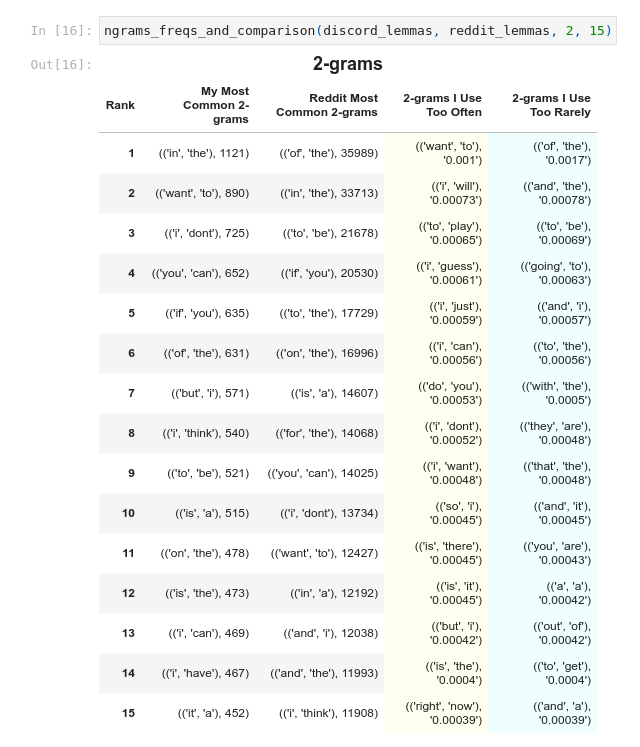 In [16]: ngrams_freqs_and_comparison(discord_lemmas, reddit_lemmas, 2, 15)
Out[16]: 2-grams
Rank My Most Common 2-grams Reddit Most Common 2-grams 2-grams I Use Too Often 2-grams I Use Too Rarely
1 (('in', 'the'), 1121) (('of', 'the'), 35989) (('want', 'to'), '0.001') (('of', 'the'), '0.0017')
2 (('want', 'to'), 890) (('in', 'the'), 33713) (('i', 'will'), '0.00073') (('and', 'the'), '0.00078')
3 (('i', 'dont'), 725) (('to', 'be'), 21678) (('to', 'play'), '0.00065') (('to', 'be'), '0.00069')
4 (('you', 'can'), 652) (('if', 'you'), 20530) (('i', 'guess'), '0.00061') (('going', 'to'), '0.00063')
5 (('if', 'you'), 635) (('to', 'the'), 17729) (('i', 'just'), '0.00059') (('and', 'i'), '0.00057')
6 (('of', 'the'), 631) (('on', 'the'), 16996) (('i', 'can'), '0.00056') (('to', 'the'), '0.00056')
7 (('but', 'i'), 571) (('is', 'a'), 14607) (('do', 'you'), '0.00053') (('with', 'the'), '0.0005')
8 (('i', 'think'), 540) (('for', 'the'), 14068) (('i', 'dont'), '0.00052') (('they', 'are'), '0.00048')
9 (('to', 'be'), 521) (('you', 'can'), 14025) (('i', 'want'), '0.00048') (('that', 'the'), '0.00048')
10 (('is', 'a'), 515) (('i', 'dont'), 13734) (('so', 'i'), '0.00045') (('and', 'it'), '0.00045')
11 (('on', 'the'), 478) (('want', 'to'), 12427) (('is', 'there'), '0.00045') (('you', 'are'), '0.00043')
12 (('is', 'the'), 473) (('in', 'a'), 12192) (('is', 'it'), '0.00045') (('a', 'a'), '0.00042')
13 (('i', 'can'), 469) (('and', 'i'), 12038) (('but', 'i'), '0.00042') (('out', 'of'), '0.00042')
14 (('i', 'have'), 467) (('and', 'the'), 11993) (('is', 'the'), '0.0004') (('to', 'get'), '0.0004')
15 (('it', 'a'), 452) (('i', 'think'), 11908) (('right', 'now'), '0.00039') (('and', 'a'), '0.00039')